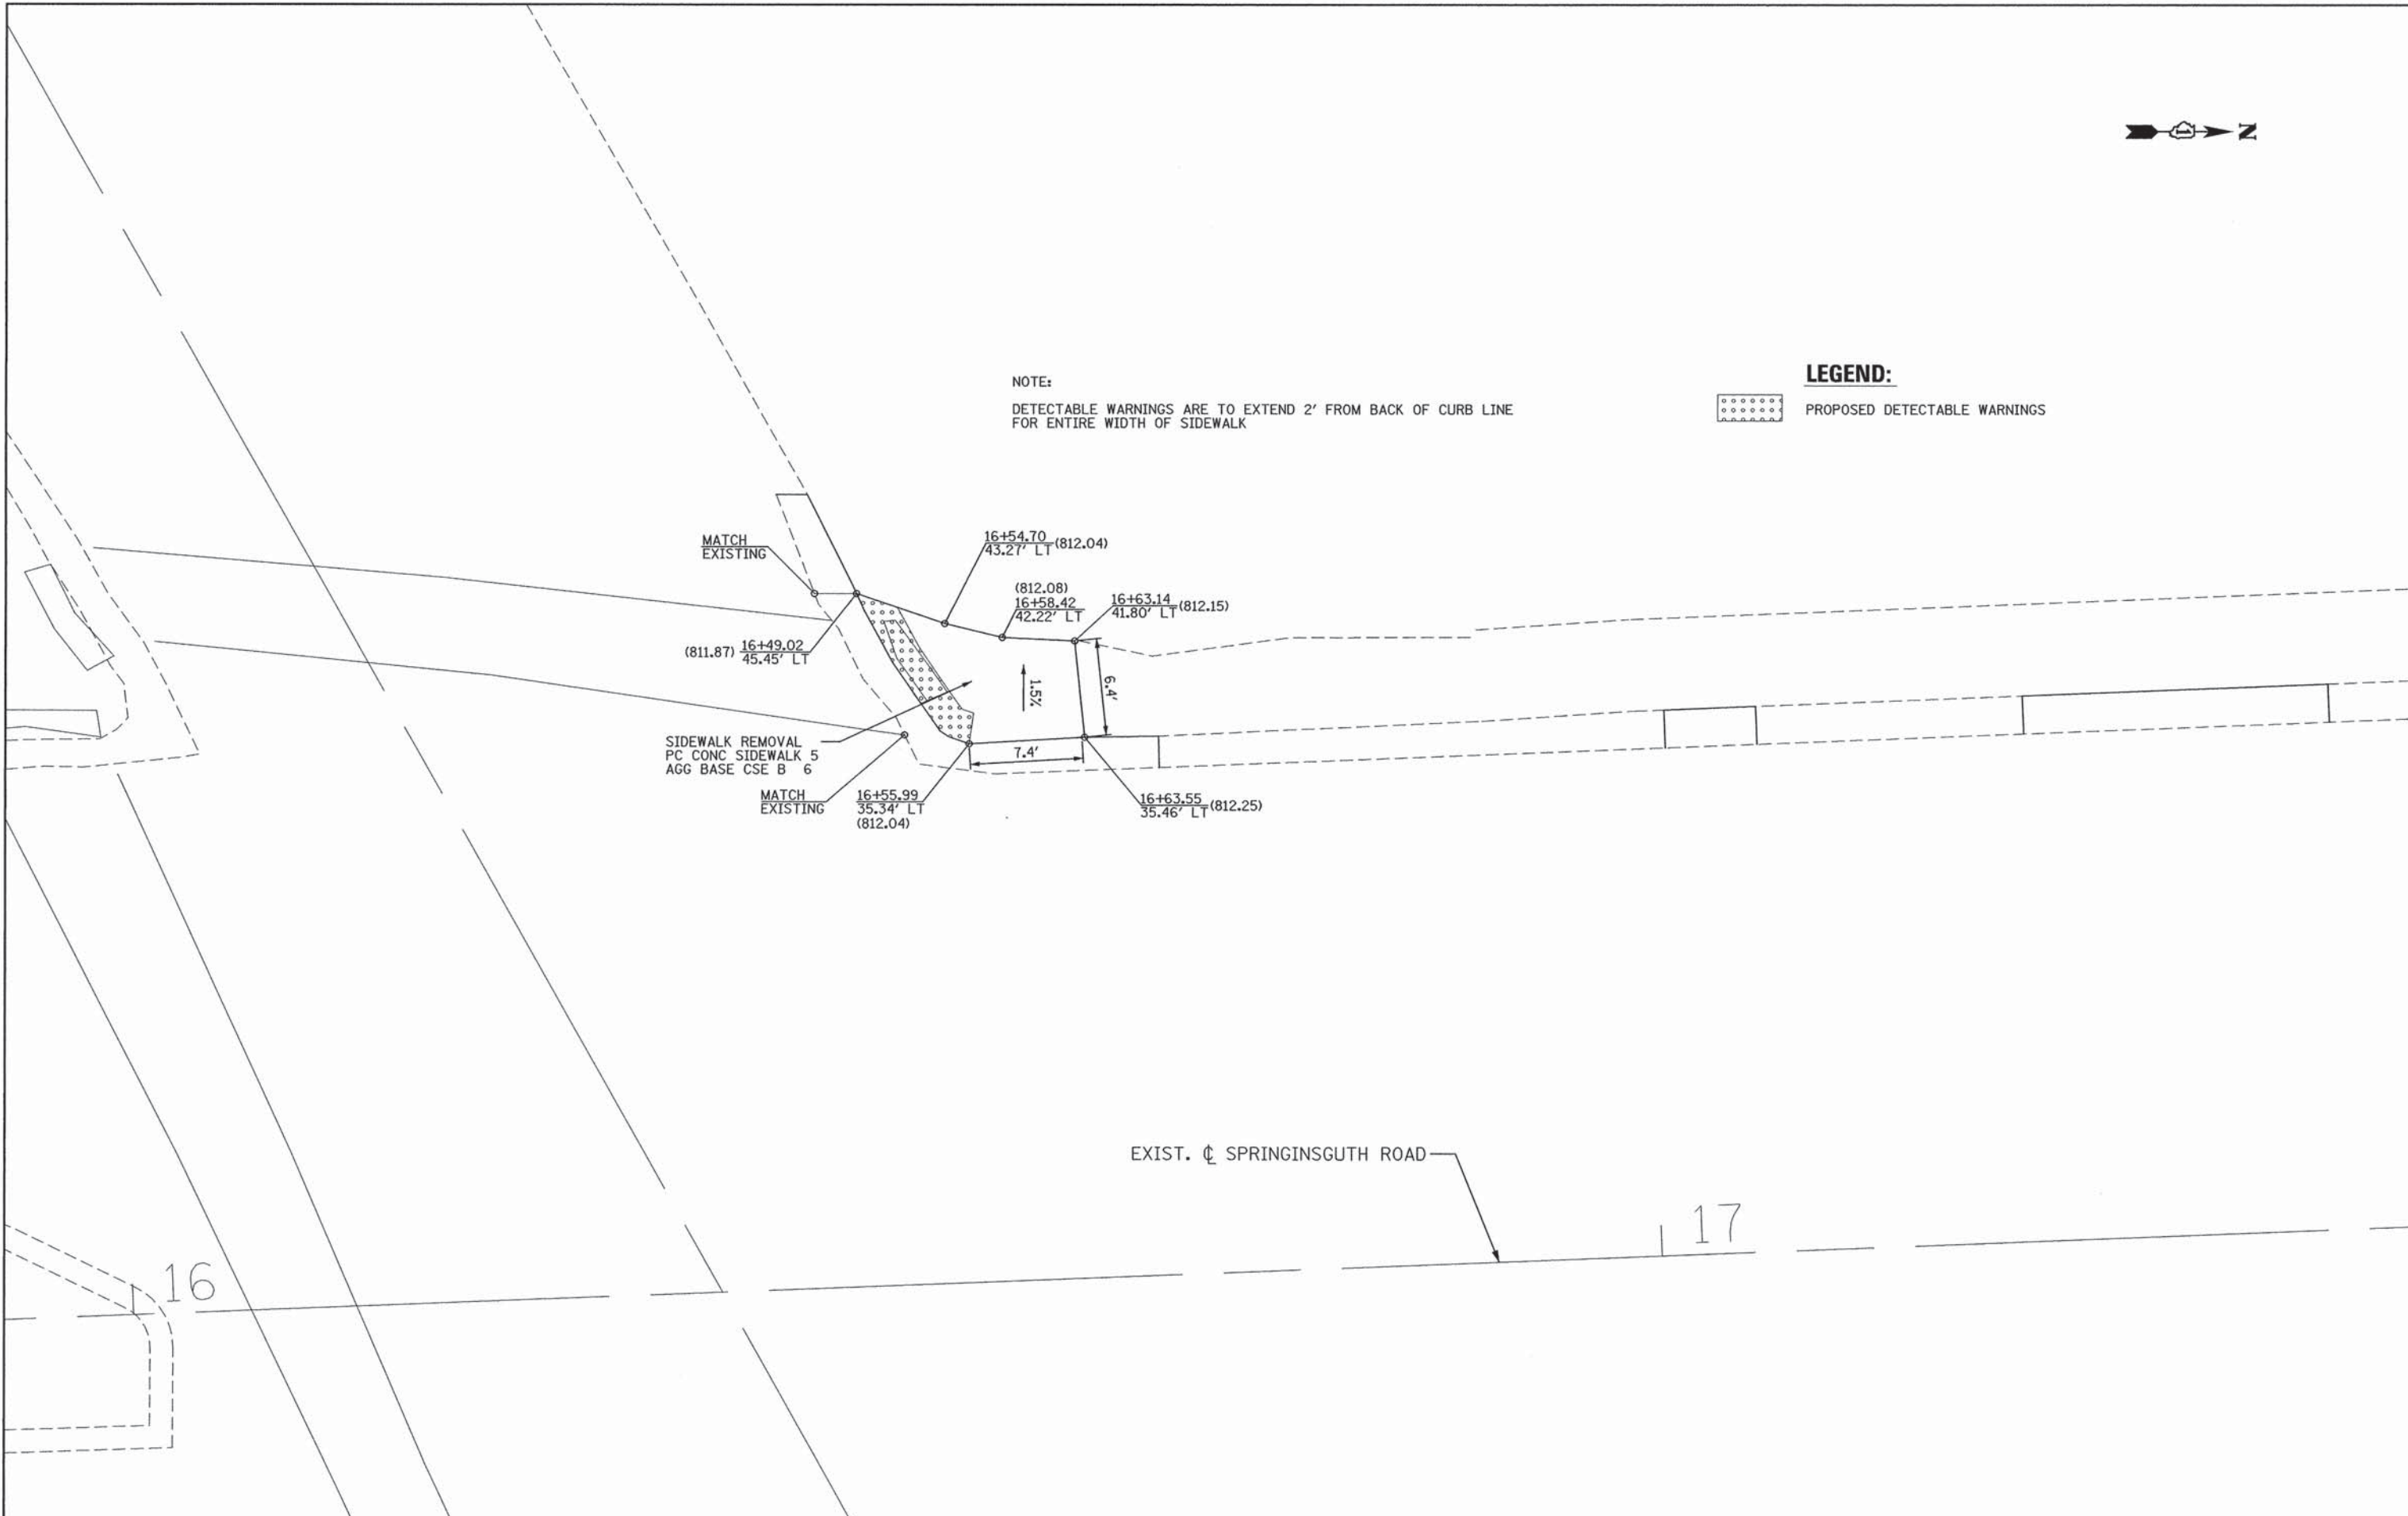 N
NOTE:
DETECTABLE WARNINGS ARE TO EXTEND 2' FROM BACK OF CURB LINE
FOR ENTIRE WIDTH OF SIDEWALK
LEGEND:
PROPOSED DETECTABLE WARNINGS
MATCH
EXISTING
16+54.70
43.27' LT (812.04)
(812.08)
16+58.42
42.22' LT
16+63.14
41.80' LT (812.15)
(811.87) 16+49.02
45.45' LT
1.5%
6.4'
SIDEWALK REMOVAL
PC CONC SIDEWALK 5
AGG BASE CSE B 6
7.4'
MATCH
EXISTING
16+55.99
35.34' LT
(812.04)
16+63.55
35.46' LT (812.25)
EXIST. ℄ SPRINGINSGUTH ROAD
17
16